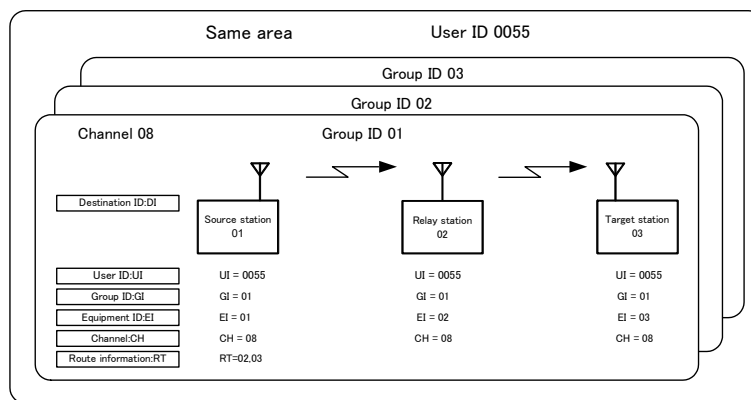 Same area User ID 0055
Group ID 03
Group ID 02
Channel 08 Group ID 01
Destination ID:DI
Source station
01
Relay station
02
Target station
03
User ID:UI UI = 0055 UI = 0055 UI = 0055
Group ID:GI GI = 01 GI = 01 GI = 01
Equipment ID:EI EI = 01 EI = 02 EI = 03
Channel:CH CH = 08 CH = 08 CH = 08
Route information:RT RT=02,03